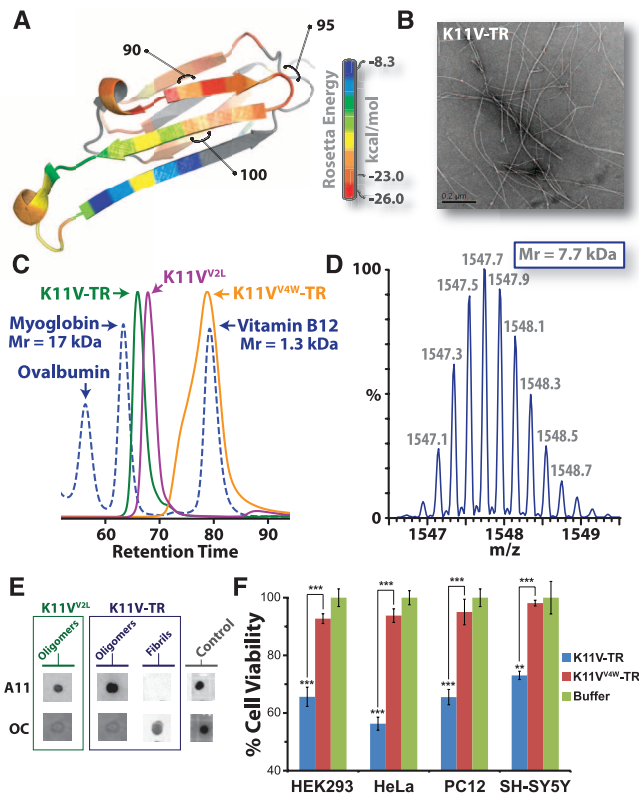 A
90
95
100
Rosetta Energy
kcal/mol
-8.3
-23.0
-26.0
B
K11V-TR
0.2 µm
C
K11V-TR
K11V^V2L
K11V^V4W-TR
Myoglobin
Mr = 17 kDa
Vitamin B12
Mr = 1.3 kDa
Ovalbumin
60 70 80 90
Retention Time
D
Mr = 7.7 kDa
100
%
0
1547.7
1547.5
1547.9
1548.1
1547.3
1548.3
1547.1
1548.5
1548.7
1547 1548 1549
m/z
E
K11V^V2L K11V-TR
Oligomers Oligomers Fibrils Control
A11
OC
F
% Cell Viability
100
80
60
40
*** *** *** ***
*** *** *** **
HEK293 HeLa PC12 SH-SY5Y
K11V-TR
K11V^V4W-TR
Buffer